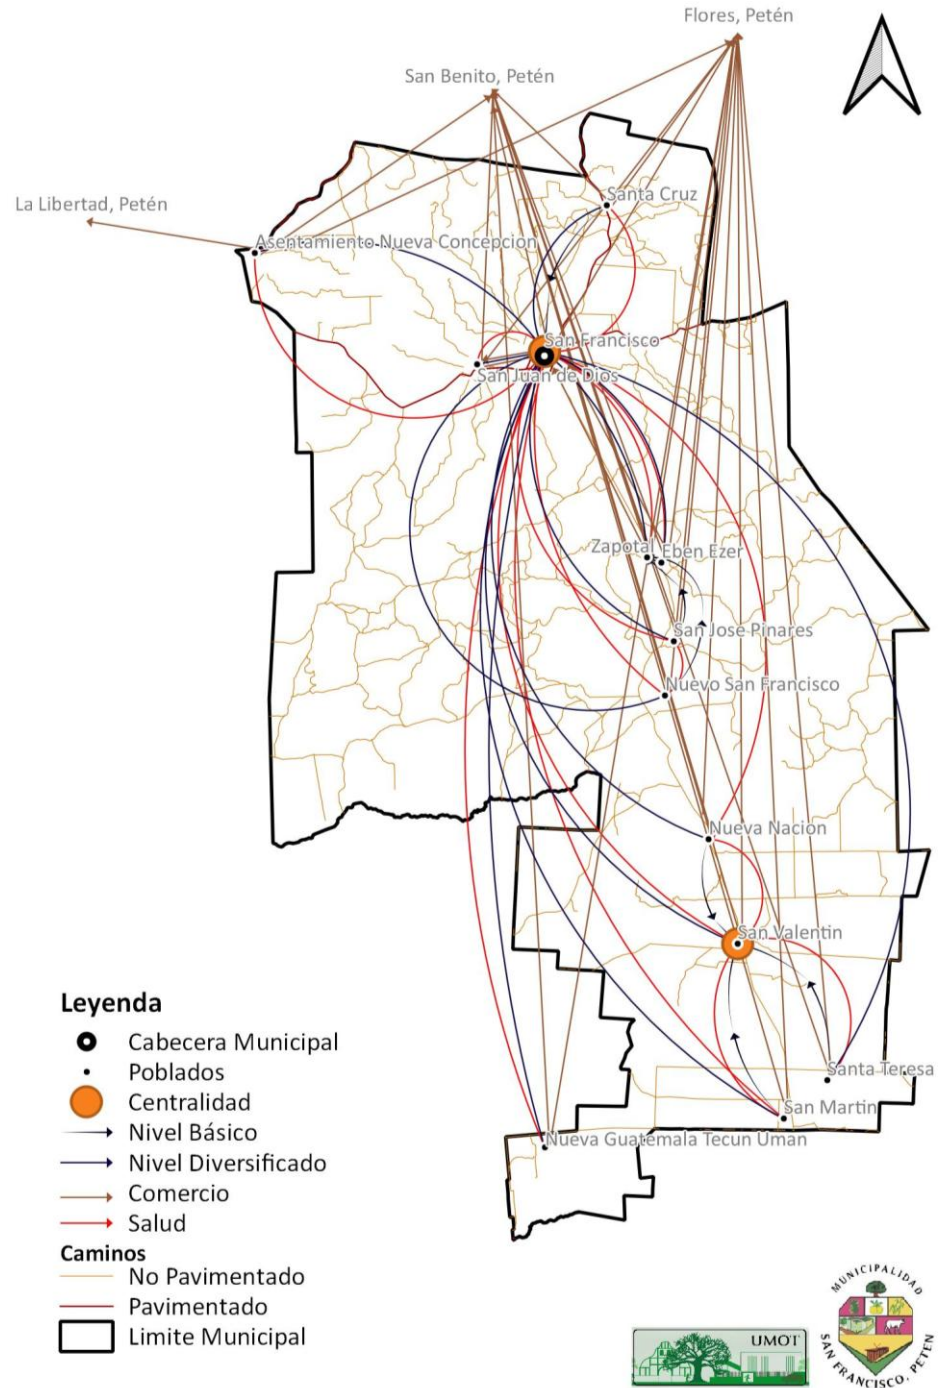 Flores, Petén
San Benito, Petén
Santa Cruz
La Libertad, Petén
Asentamiento Nueva Concepcion
San Francisco
San Juan de Dios
Zapotal
Eben Ezer
San Jose Pinares
Nuevo San Francisco
Nueva Nacion
San Valentin
Santa Teresa
San Martin
Nueva Guatemala Tecun Uman
Leyenda
Cabecera Municipal
Poblados
Centralidad
Nivel Básico
Nivel Diversificado
Comercio
Salud
Caminos
No Pavimentado
Pavimentado
Limite Municipal
UMOT
MUNICIPALIDAD
SAN FRANCISCO, PETEN